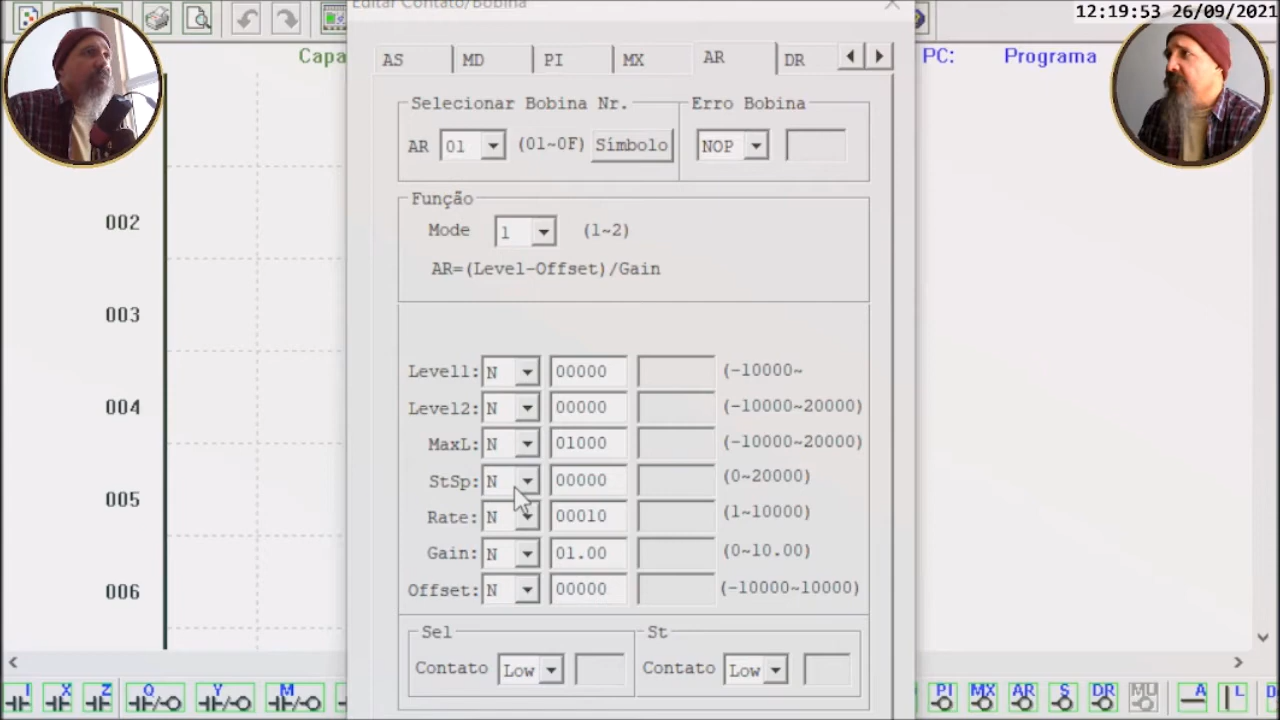 Editar Contato/Bobina
12:19:53 26/09/2021
Capa
PC: Programa
AS MD PI MX AR DR
Selecionar Bobina Nr.
Erro Bobina
AR 01 (01~0F) Símbolo
NOP
Função
Mode 1 (1~2)
AR=(Level-Offset)/Gain
Level1: N 00000 (-10000~
Level2: N 00000 (-10000~20000)
MaxL: N 01000 (-10000~20000)
StSp: N 00000 (0~20000)
Rate: N 00010 (1~10000)
Gain: N 01.00 (0~10.00)
Offset: N 00000 (-10000~10000)
Sel
St
Contato Low
Contato Low
002
003
004
005
006
I X Z Q Y M PI MX AR S DR MU A L